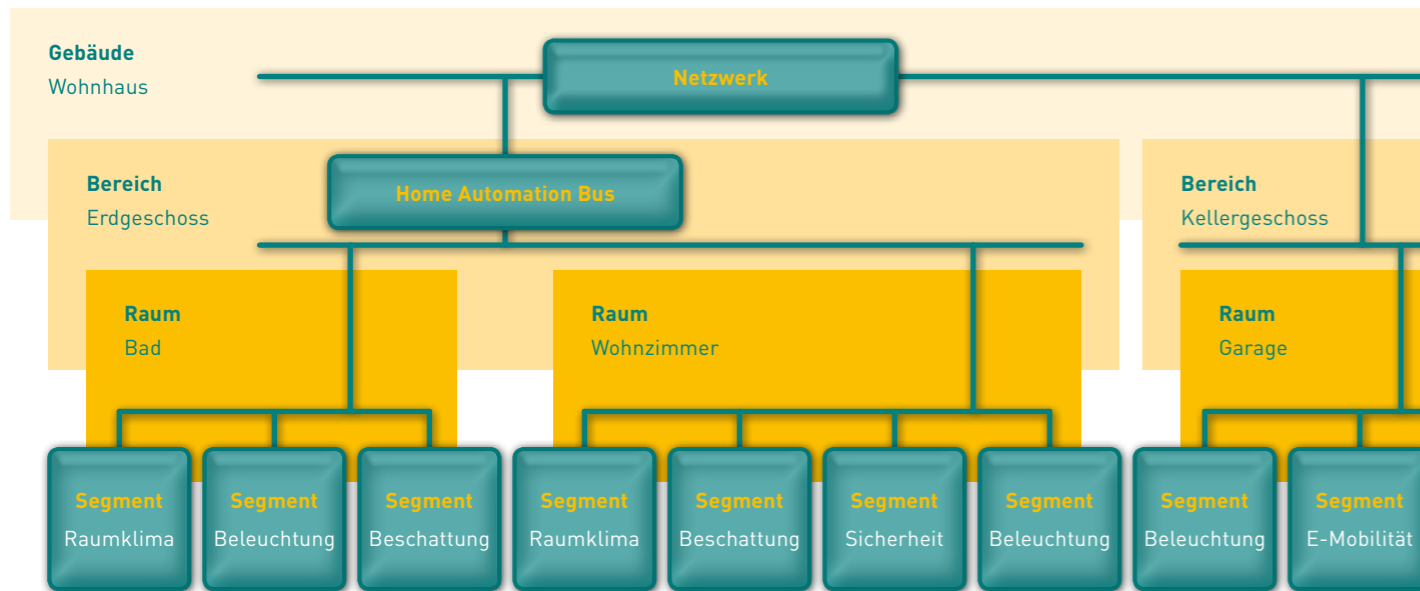 Gebäude
Wohnhaus
Netzwerk
Bereich
Erdgeschoss
Home Automation Bus
Bereich
Kellergeschoss
Raum
Bad
Raum
Wohnzimmer
Raum
Garage
Segment
Raumklima
Segment
Beleuchtung
Segment
Beschattung
Segment
Raumklima
Segment
Beschattung
Segment
Sicherheit
Segment
Beleuchtung
Segment
Beleuchtung
Segment
E-Mobilität